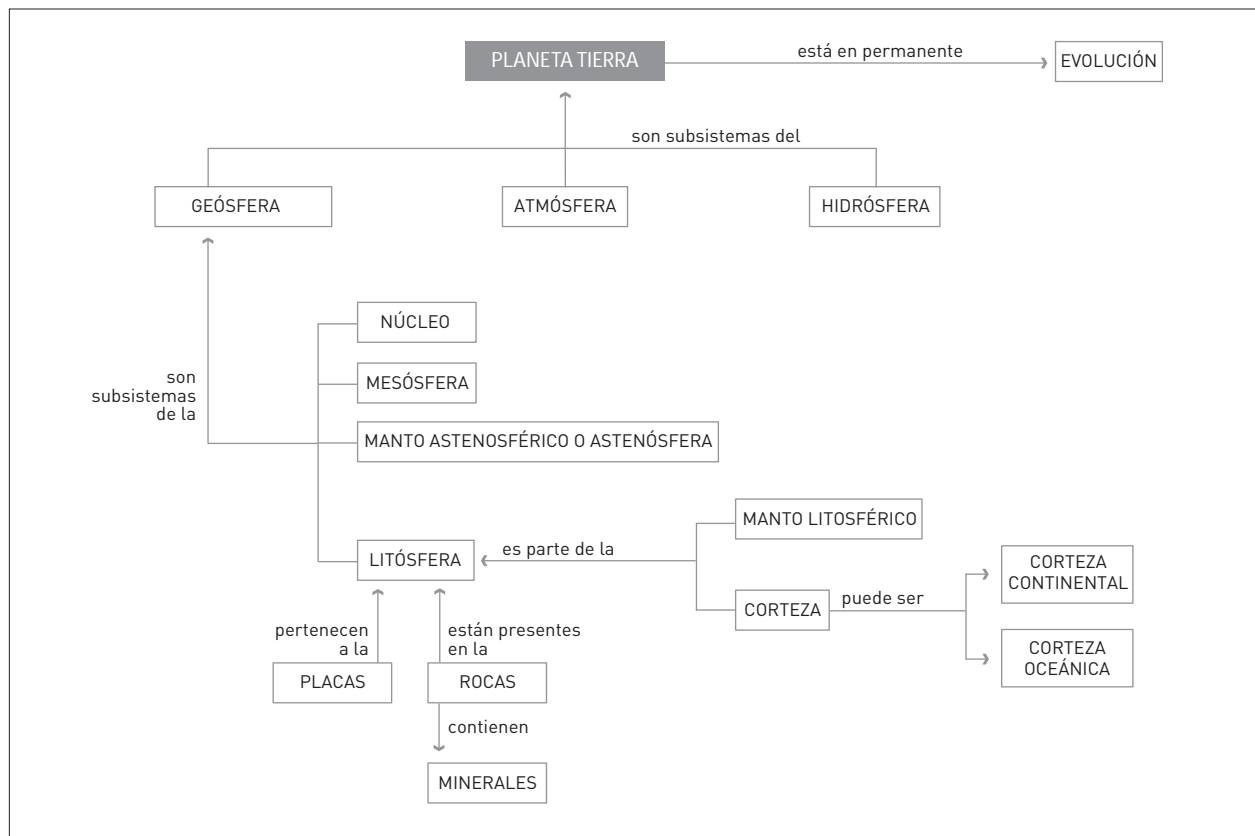 PLANETA TIERRA
está en permanente
EVOLUCIÓN
son subsistemas del
GEÓSFERA
ATMÓSFERA
HIDRÓSFERA
NÚCLEO
MESÓSFERA
son
subsistemas
de la
MANTO ASTENOSFÉRICO O ASTENÓSFERA
MANTO LITOSFÉRICO
LITÓSFERA
es parte de la
CORTEZA
CONTINENTAL
CORTEZA
puede ser
pertenecen
a la
están presentes
en la
CORTEZA
OCEÁNICA
PLACAS
ROCAS
contienen
MINERALES